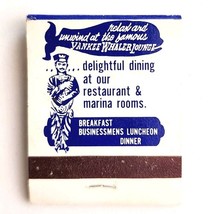 relax and
unwind at the famous
YANKEE WHALER LOUNGE
...delightful dining
at our
restaurant &
marina rooms.
BREAKFAST
BUSINESSMENS LUNCHEON
DINNER